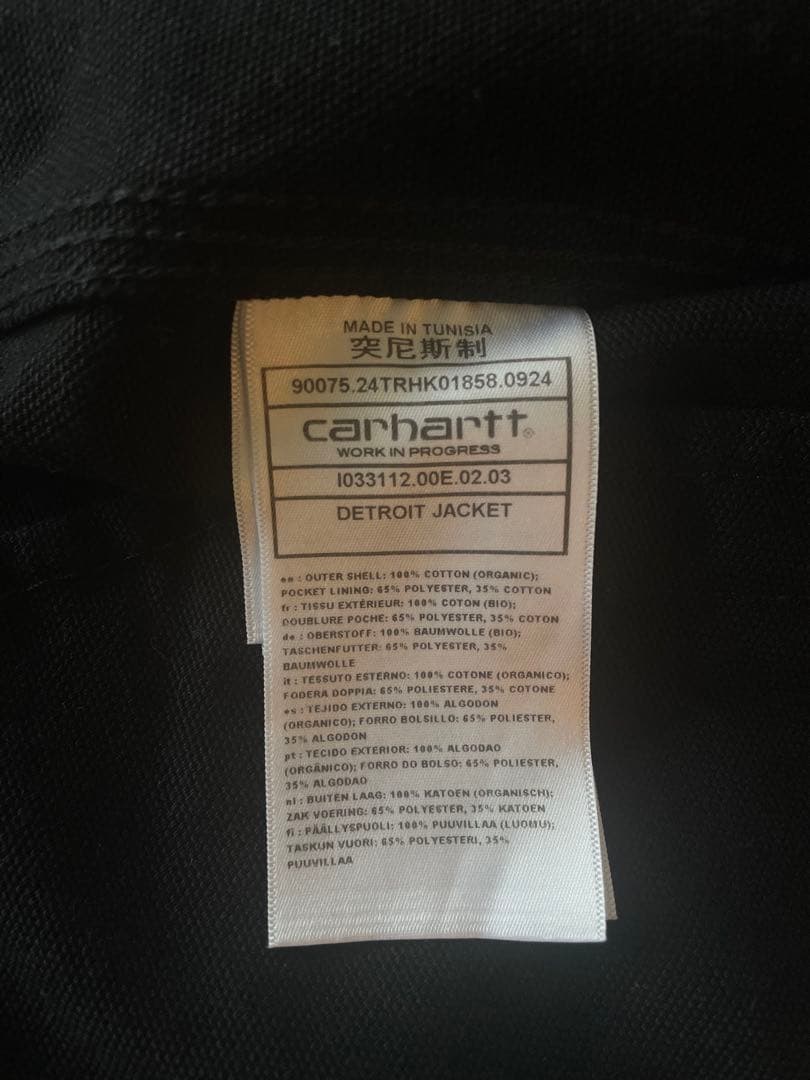 MADE IN TUNISIA
突尼斯制
90075.24TRHK01858.0924
carhartt®
WORK IN PROGRESS
I033112.00E.02.03
DETROIT JACKET
en : OUTER SHELL: 100% COTTON (ORGANIC);
POCKET LINING: 65% POLYESTER, 35% COTTON
fr : TISSU EXTÉRIEUR: 100% COTON (BIO);
DOUBLURE POCHE: 65% POLYESTER, 35% COTON
de : OBERSTOFF: 100% BAUMWOLLE (BIO);
TASCHENFUTTER: 65% POLYESTER, 35%
BAUMWOLLE
it : TESSUTO ESTERNO: 100% COTONE (ORGANICO);
FODERA DOPPIA: 65% POLIESTERE, 35% COTONE
es : TEJIDO EXTERNO: 100% ALGODON
(ORGANICO); FORRO BOLSILLO: 65% POLIESTER,
35% ALGODON
pt : TECIDO EXTERIOR: 100% ALGODAO
(ORGÂNICO); FORRO DO BOLSO: 65% POLIESTER,
35% ALGODAO
nl : BUITEN LAAG: 100% KATOEN (ORGANISCH);
ZAK VOERING: 65% POLYESTER, 35% KATOEN
fi : PÄÄLLYSPUOLI: 100% PUUVILLAA (LUOMU);
TASKUN VUORI: 65% POLYESTERI, 35%
PUUVILLAA